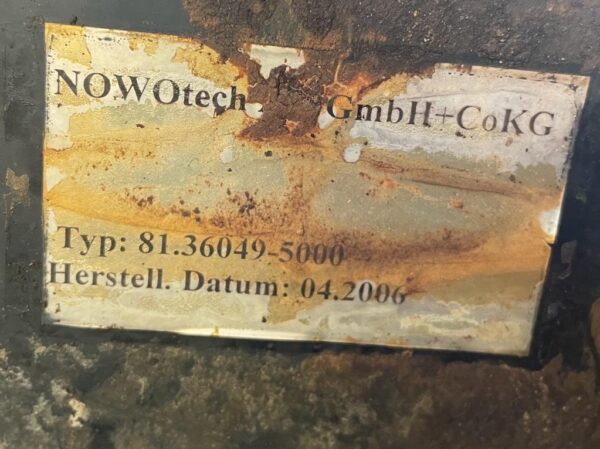 NOWOtech GmbH+CoKG
Typ: 81.36049-5000
Herstell. Datum: 04.2006